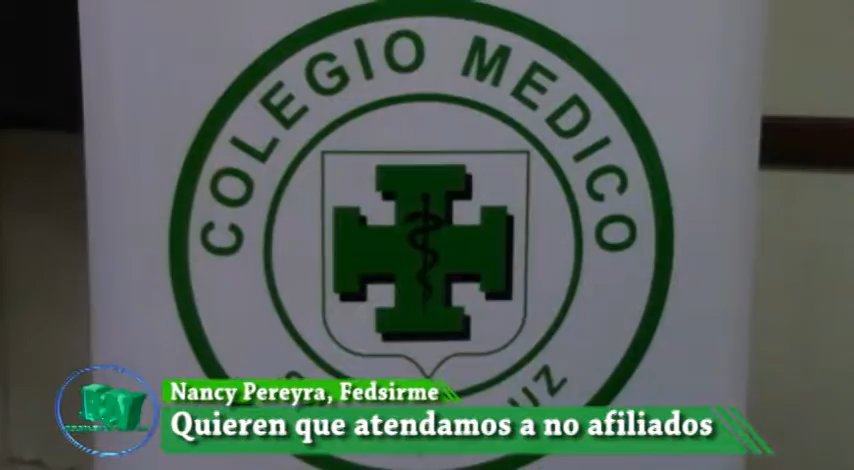 COLEGIO MEDICO
Nancy Pereyra, Fedsirme
Quieren que atendamos a no afiliados